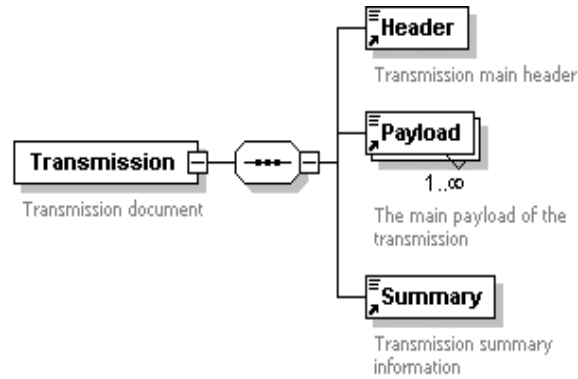 Header
Transmission main header
Payload
1..∞
The main payload of the
transmission
Transmission
Transmission document
Summary
Transmission summary
information